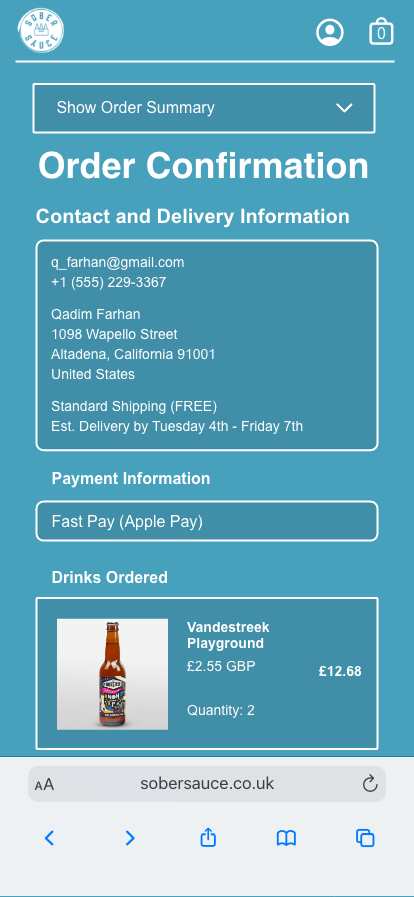 SOBER
SAUCE
0
Show Order Summary
Order Confirmation
Contact and Delivery Information
q_farhan@gmail.com
+1 (555) 229-3367
Qadim Farhan
1098 Wapello Street
Altadena, California 91001
United States
Standard Shipping (FREE)
Est. Delivery by Tuesday 4th - Friday 7th
Payment Information
Fast Pay (Apple Pay)
Drinks Ordered
Vandestreek
Playground
£2.55 GBP
£12.68
Quantity: 2
AA
sobersauce.co.uk